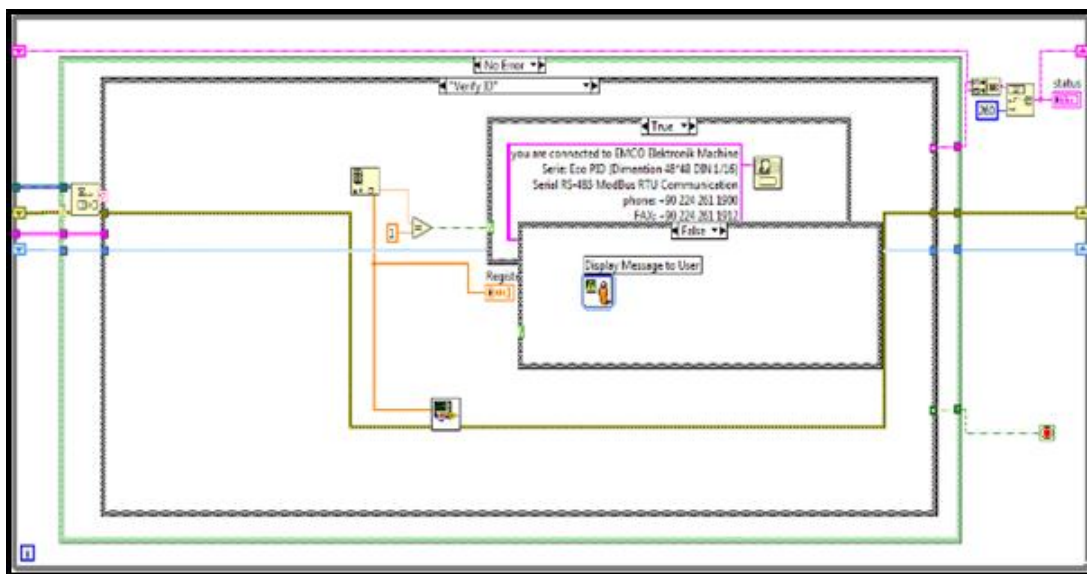 No Error
"Verify ID"
True
you are connected to EMCO Elektronik Machine
Serie: Eco PID (Dimention 48*48 DIN 1/16)
Serial RS-485 ModBus RTU Communication
phone: +90 224 261 1900
FAX: +90 224 261 1912
status
260
1
False
Registe
Display Message to User
i